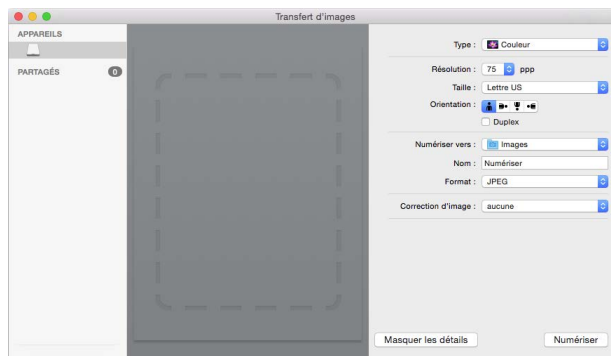 Transfert d'images
APPAREILS
PARTAGÉS 0
Type : Couleur
Résolution : 75 ppp
Taille : Lettre US
Orientation :
Duplex
Numériser vers : Images
Nom : Numériser
Format : JPEG
Correction d'image : aucune
Masquer les détails Numériser